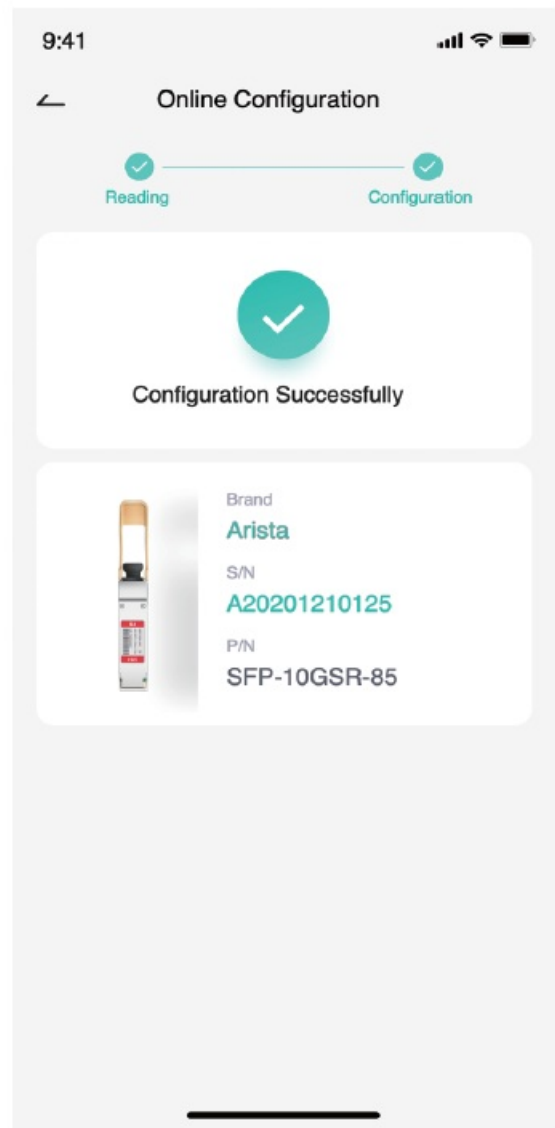 9:41
Online Configuration
Reading
Configuration
Configuration Successfully
Brand
Arista
S/N
A20201210125
P/N
SFP-10GSR-85